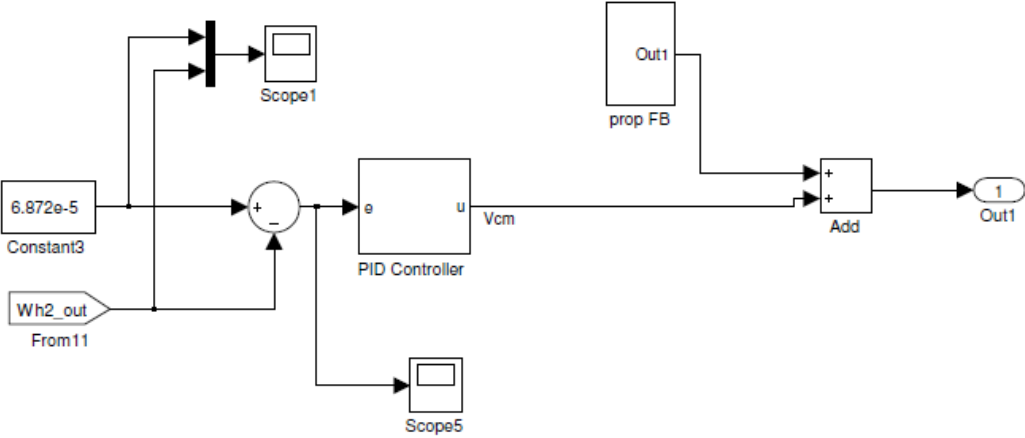 Out1
Scope1
prop FB
6.872e-5
+
−
e
u
Vcm
+
+
1
Constant3
PID Controller
Add
Out1
Wh2_out
From11
Scope5